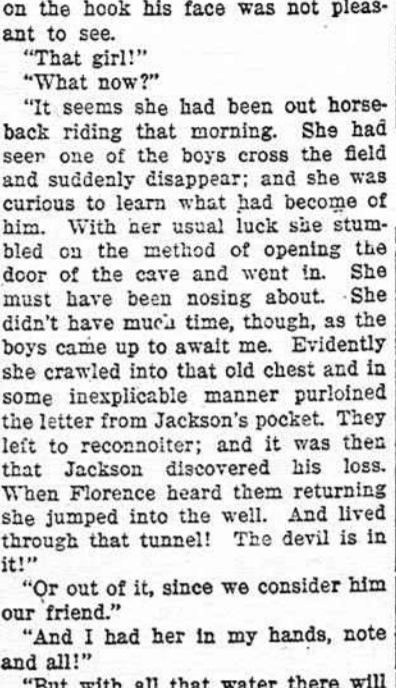 on the hook his face was not pleas-
ant to see.
"That girl!"
"What now?"
"It seems she had been out horse-
back riding that morning. She had
seen one of the boys cross the field
and suddenly disappear; and she was
curious to learn what had become of
him. With her usual luck she stum-
bled on the method of opening the
door of the cave and went in. She
must have been nosing about. She
didn't have much time, though, as the
boys came up to await me. Evidently
she crawled into that old chest and in
some inexplicable manner purloined
the letter from Jackson's pocket. They
left to reconnoiter; and it was then
that Jackson discovered his loss.
When Florence heard them returning
she jumped into the well. And lived
through that tunnel! The devil is in
it!"
"Or out of it, since we consider him
our friend."
"And I had her in my hands, note
and all!"
"But with all that water there will